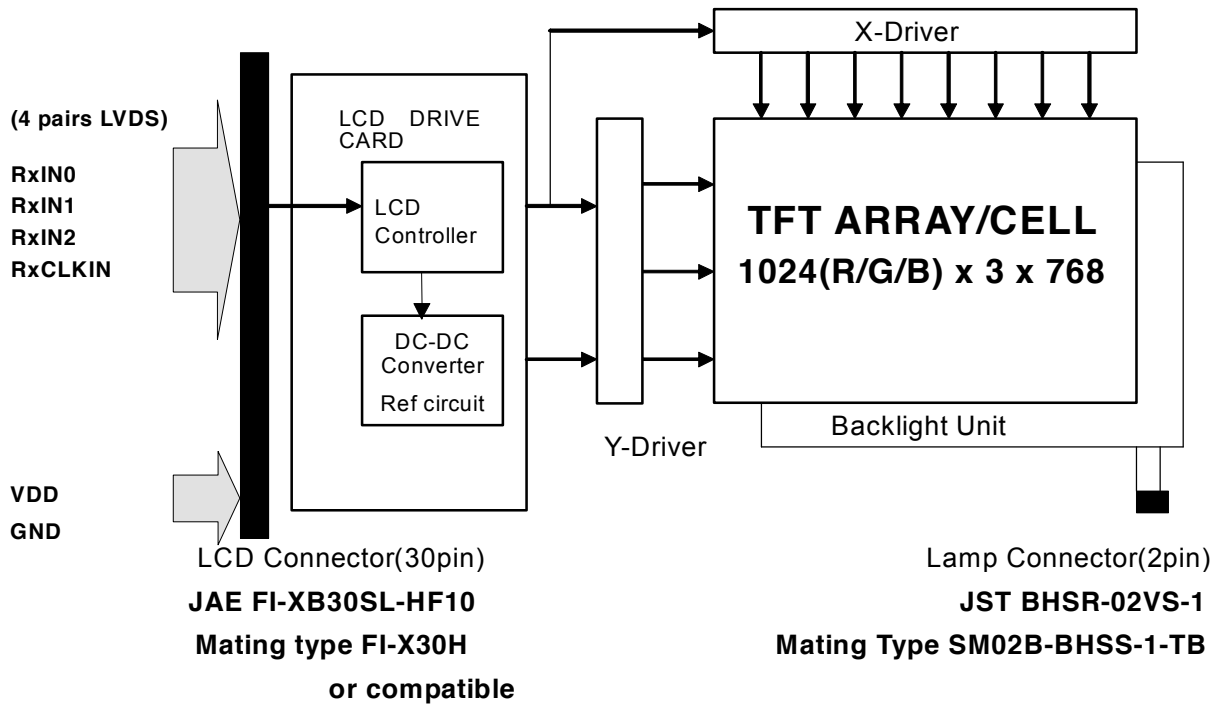 X-Driver
(4 pairs LVDS)
RxIN0
RxIN1
RxIN2
RxCLKIN
LCD DRIVE
CARD
LCD
Controller
DC-DC
Converter
Ref circuit
TFT ARRAY/CELL
1024(R/G/B) x 3 x 768
Backlight Unit
Y-Driver
VDD
GND
LCD Connector(30pin)
JAE FI-XB30SL-HF10
Mating type FI-X30H
or compatible
Lamp Connector(2pin)
JST BHSR-02VS-1
Mating Type SM02B-BHSS-1-TB